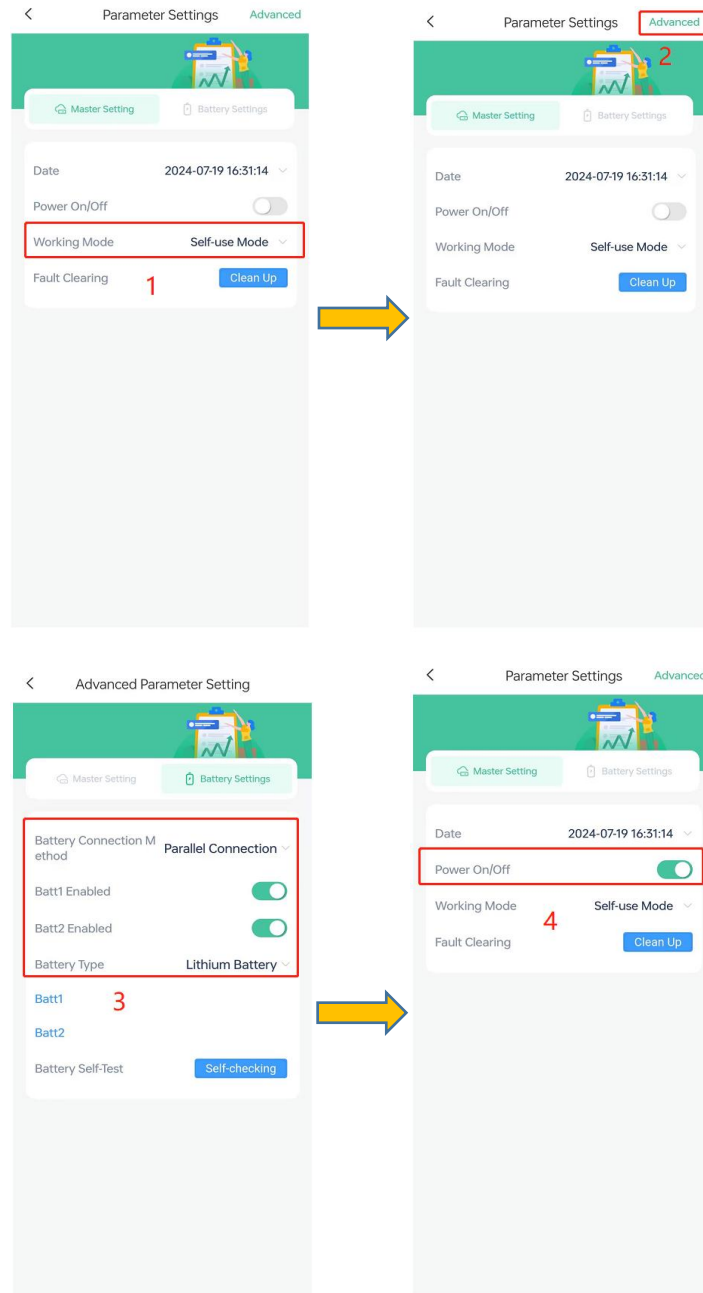 Parameter Settings Advanced
Master Setting Battery Settings
Date 2024-07-19 16:31:14
Power On/Off
Working Mode Self-use Mode
Fault Clearing Clean Up
1
Parameter Settings Advanced
2
Master Setting Battery Settings
Date 2024-07-19 16:31:14
Power On/Off
Working Mode Self-use Mode
Fault Clearing Clean Up
Advanced Parameter Setting
Master Setting Battery Settings
Battery Connection M
ethod Parallel Connection
Batt1 Enabled
Batt2 Enabled
Battery Type Lithium Battery
Batt1
3
Batt2
Battery Self-Test Self-checking
Parameter Settings Advanced
Master Setting Battery Settings
Date 2024-07-19 16:31:14
Power On/Off
Working Mode Self-use Mode
4
Fault Clearing Clean Up